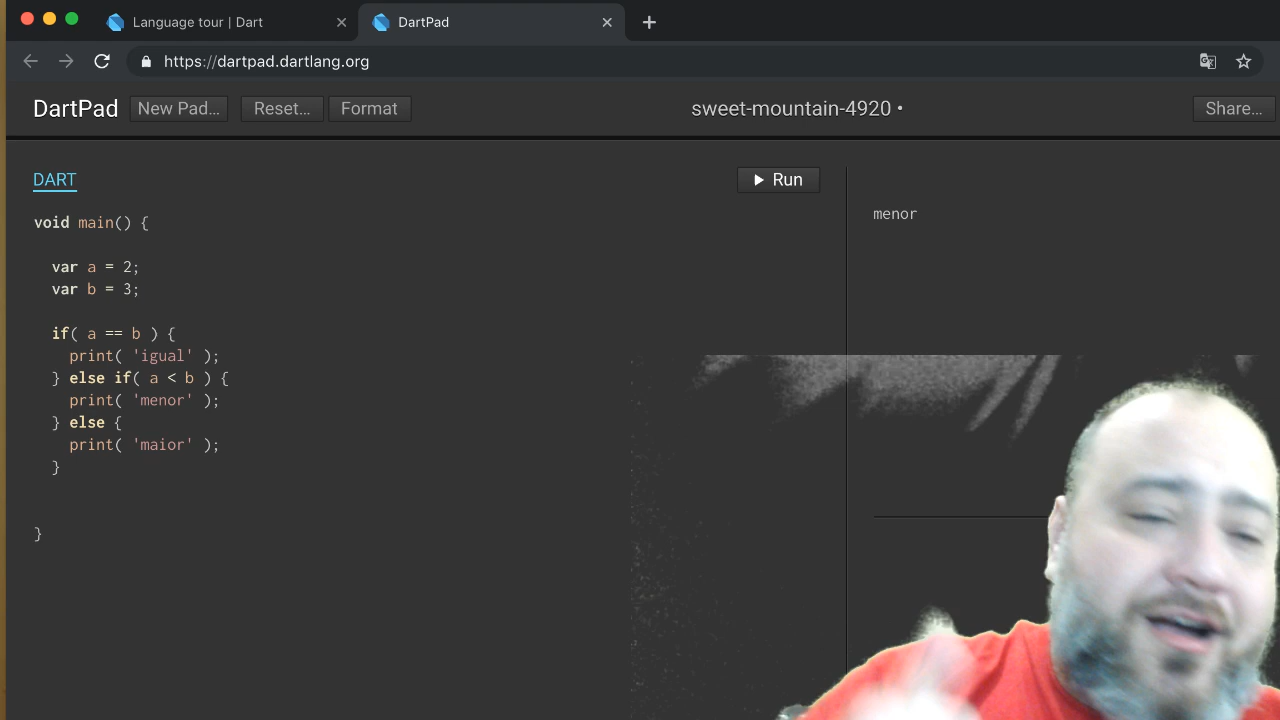 Language tour | Dart
DartPad
https://dartpad.dartlang.org
DartPad
New Pad...
Reset...
Format
sweet-mountain-4920 •
Share...
DART
Run
void main() {
var a = 2;
var b = 3;
if( a == b ) {
print( 'igual' );
} else if( a < b ) {
print( 'menor' );
} else {
print( 'maior' );
}
}
menor